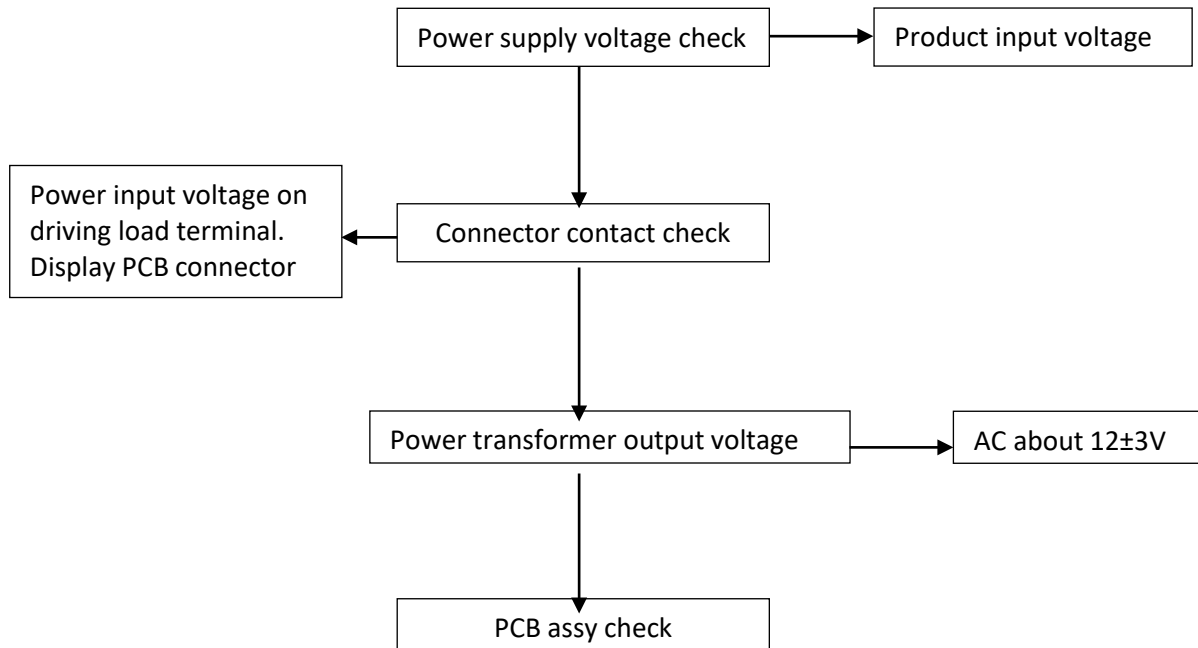 Power supply voltage check
Product input voltage
Power input voltage on
driving load terminal.
Display PCB connector
Connector contact check
Power transformer output voltage
AC about 12±3V
PCB assy check